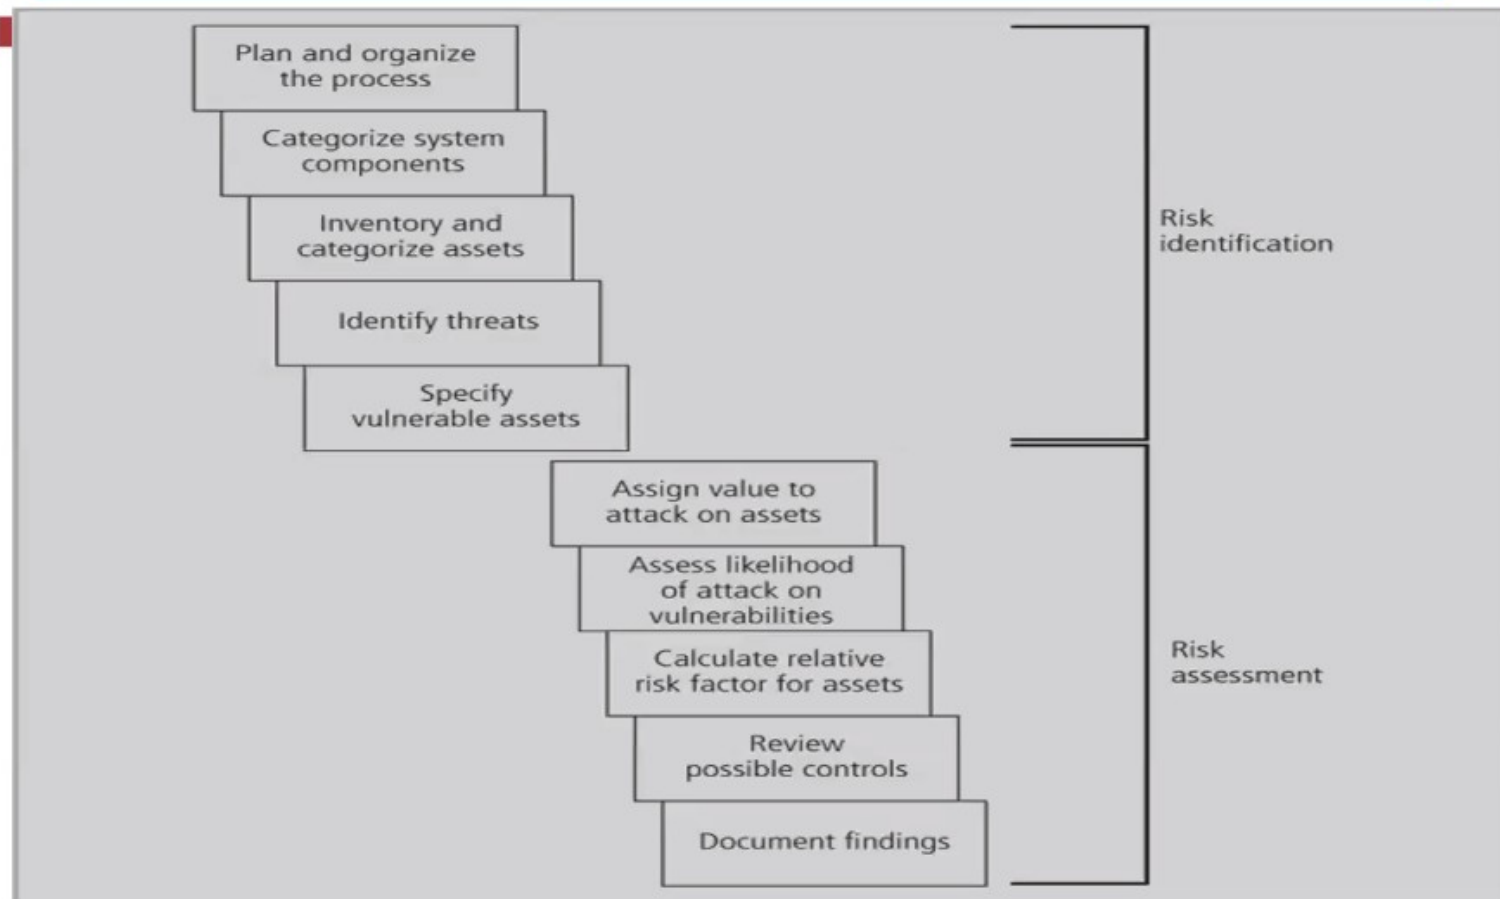 Plan and organize
the process
Categorize system
components
Inventory and
categorize assets
Identify threats
Specify
vulnerable assets
Risk
identification
Assign value to
attack on assets
Assess likelihood
of attack on
vulnerabilities
Calculate relative
risk factor for assets
Review
possible controls
Document findings
Risk
assessment